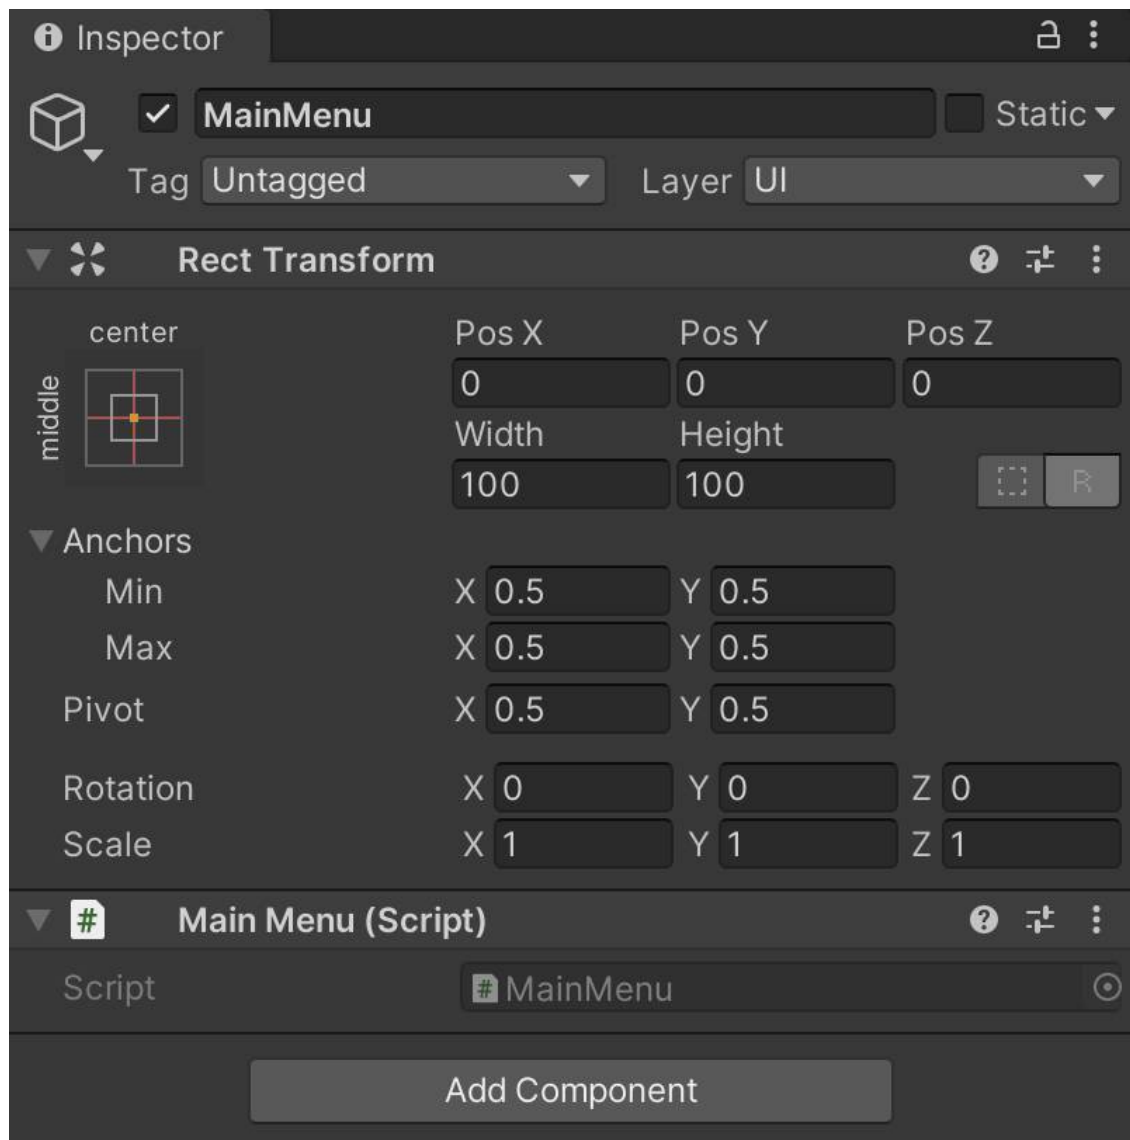 Inspector
MainMenu Static
Tag Untagged Layer UI
Rect Transform
center Pos X Pos Y Pos Z
middle 0 0 0
Width Height
100 100 R
Anchors
Min X 0.5 Y 0.5
Max X 0.5 Y 0.5
Pivot X 0.5 Y 0.5
Rotation X 0 Y 0 Z 0
Scale X 1 Y 1 Z 1
# Main Menu (Script)
Script # MainMenu
Add Component